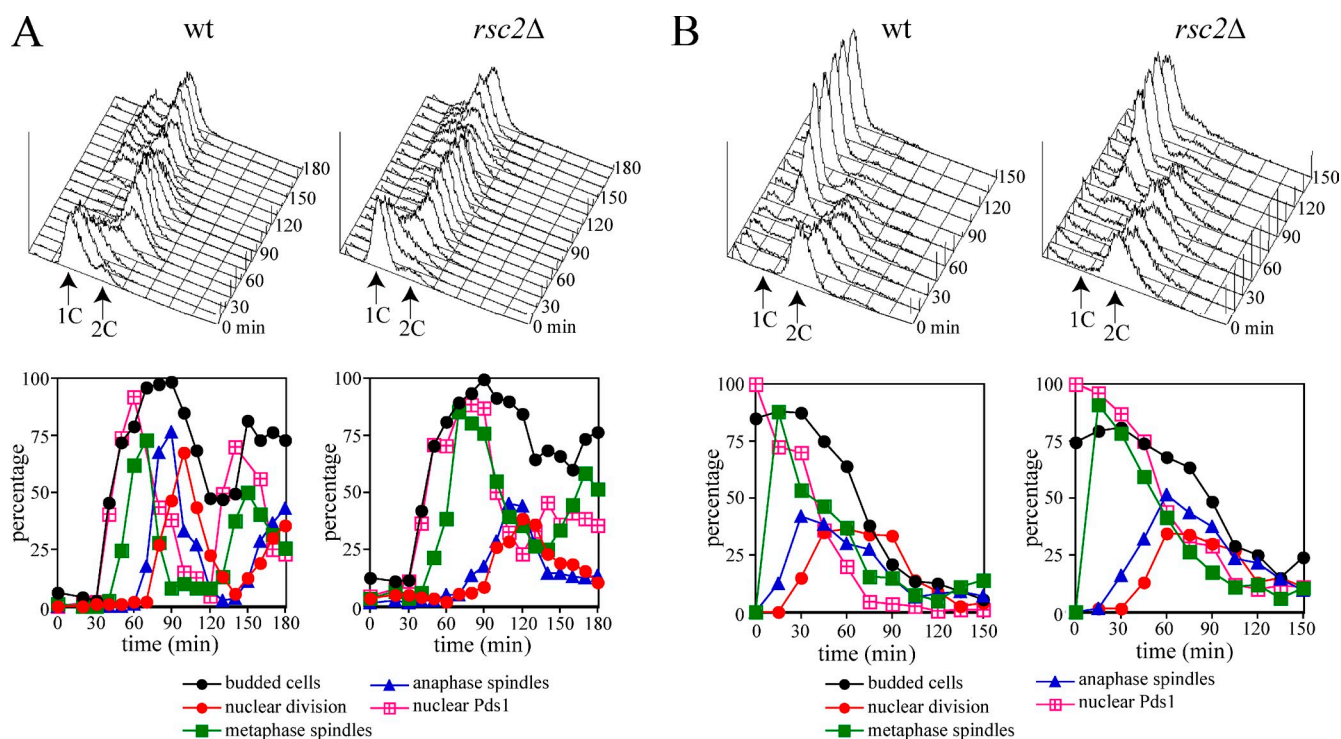 A
wt
rsc2Δ
B
wt
rsc2Δ
180
150
120
90
60
30
0 min
1C
2C
180
150
120
90
60
30
0 min
1C
2C
150
120
90
60
30
0 min
1C
2C
150
120
90
60
30
0 min
1C
2C
percentage
100
75
50
25
0
0 30 60 90 120 150 180
time (min)
percentage
100
75
50
25
0
0 30 60 90 120 150 180
time (min)
percentage
100
75
50
25
0
0 30 60 90 120 150
time (min)
percentage
100
75
50
25
0
0 30 60 90 120 150
time (min)
budded cells
nuclear division
metaphase spindles
anaphase spindles
nuclear Pds1
budded cells
nuclear division
metaphase spindles
anaphase spindles
nuclear Pds1